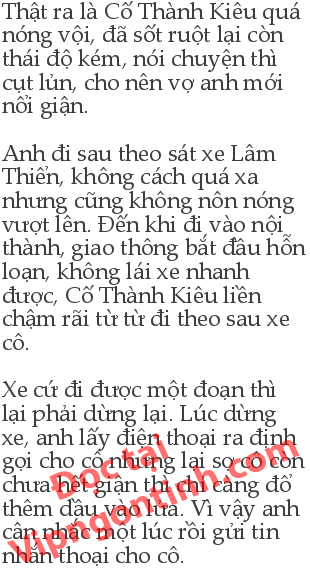 Thật ra là Cố Thành Kiêu quá
nóng vội, đã sốt ruột lại còn
thái độ kém, nói chuyện thì
cụt lủn, cho nên vợ anh mới
nổi giận.
Anh đi sau theo sát xe Lâm
Thiển, không cách quá xa
nhưng cũng không nôn nóng
vượt lên. Đến khi đi vào nội
thành, giao thông bắt đầu hỗn
loạn, không lái xe nhanh
được, Cố Thành Kiêu liền
chậm rãi từ từ đi theo sau xe
cô.
Xe cứ đi được một đoạn thì
lại phải dừng lại. Lúc dừng
xe, anh lấy điện thoại ra định
gọi cho cô nhưng lại sợ cô còn
chưa hết giận thì chỉ càng đổ
thêm dầu vào lửa. Vì vậy anh
cân nhắc một lúc rồi gửi tin
nhắn thoại cho cô.
Đọc tại
Vipngontinh.com